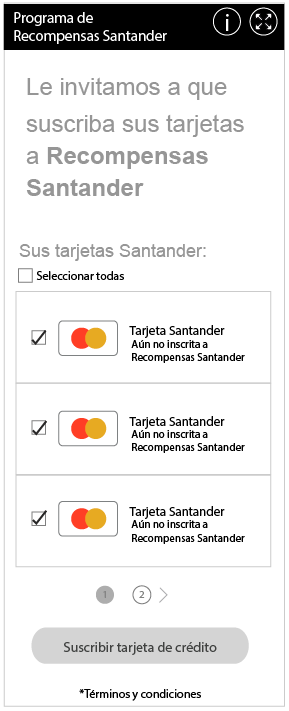 Programa de
Recompensas Santander
i
Le invitamos a que
suscriba sus tarjetas
a Recompensas
Santander
Sus tarjetas Santander:
Seleccionar todas
Tarjeta Santander
Aún no inscrita a
Recompensas Santander
Tarjeta Santander
Aún no inscrita a
Recompensas Santander
Tarjeta Santander
Aún no inscrita a
Recompensas Santander
1 2
Suscribir tarjeta de crédito
*Términos y condiciones